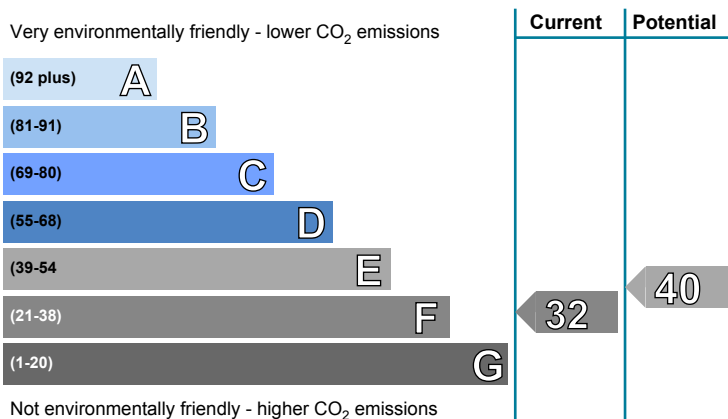 Very environmentally friendly - lower CO2 emissions
Current
Potential
(92 plus) A
(81-91) B
(69-80) C
(55-68) D
(39-54 E
(21-38) F
(1-20) G
32
40
Not environmentally friendly - higher CO2 emissions